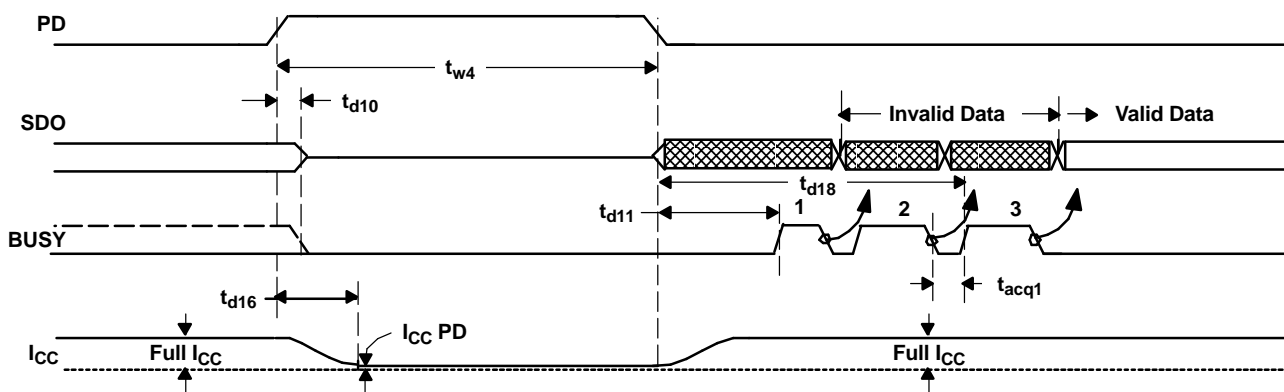 PD
tw4
td10
SDO
Invalid Data
Valid Data
td18
td11
1
2
3
BUSY
td16
tacq1
ICC PD
ICC
Full ICC
Full ICC